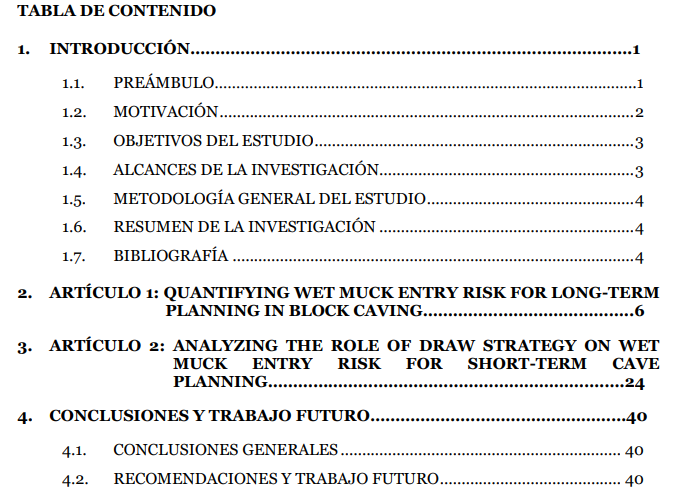 TABLA DE CONTENIDO
1. INTRODUCCIÓN.......................................................................................1
1.1. PREÁMBULO.....................................................................................1
1.2. MOTIVACIÓN....................................................................................2
1.3. OBJETIVOS DEL ESTUDIO................................................................3
1.4. ALCANCES DE LA INVESTIGACIÓN...................................................3
1.5. METODOLOGÍA GENERAL DEL ESTUDIO..........................................4
1.6. RESUMEN DE LA INVESTIGACIÓN ...................................................4
1.7. BIBLIOGRAFÍA .................................................................................4
2. ARTÍCULO 1: QUANTIFYING WET MUCK ENTRY RISK FOR LONG-TERM
PLANNING IN BLOCK CAVING..........................................6
3. ARTÍCULO 2: ANALYZING THE ROLE OF DRAW STRATEGY ON WET
MUCK ENTRY RISK FOR SHORT-TERM CAVE
PLANNING.......................................................................24
4. CONCLUSIONES Y TRABAJO FUTURO..................................................40
4.1. CONCLUSIONES GENERALES......................................................... 40
4.2. RECOMENDACIONES Y TRABAJO FUTURO..................................... 40